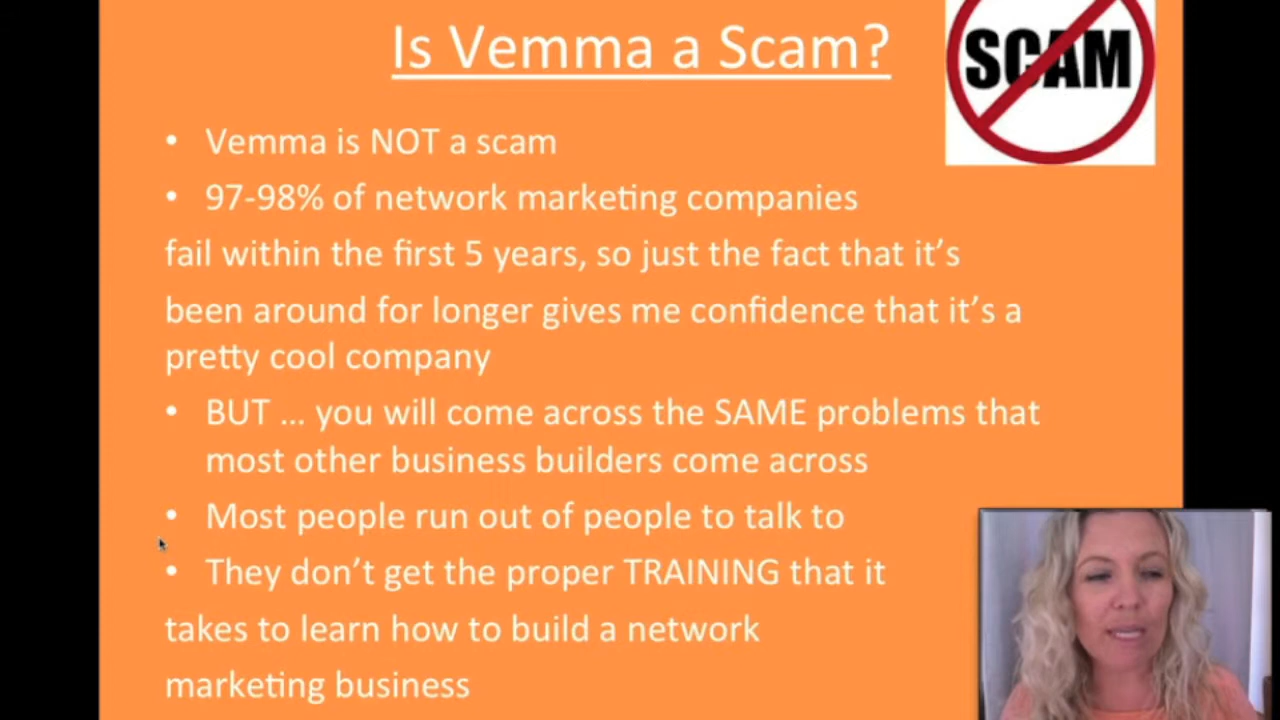 Is Vemma a Scam?
SCAM
• Vemma is NOT a scam
• 97-98% of network marketing companies
fail within the first 5 years, so just the fact that it’s
been around for longer gives me confidence that it’s a
pretty cool company
• BUT … you will come across the SAME problems that
most other business builders come across
• Most people run out of people to talk to
• They don’t get the proper TRAINING that it
takes to learn how to build a network
marketing business